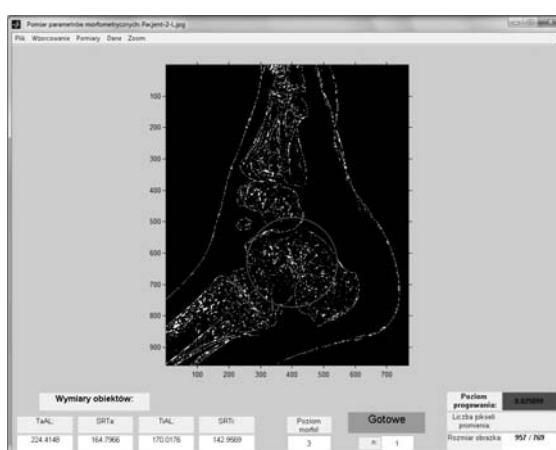 Pomiar parametrów morfometrycznych: Pacjent-2-L.jpg
Plik Wzorcowanie Pomiary Dane Zoom
100
200
300
400
500
600
700
800
900
100 200 300 400 500 600 700
Wymiary obiektów:
TaAL: SRTa: TiAL: SRTi:
224.4148 164.7966 170.0176 142.9569
Poziom morfol
3
Gotowe
1
Poziom progowania:
Liczba pikseli promienia:
Rozmiar obrazka 957 / 769